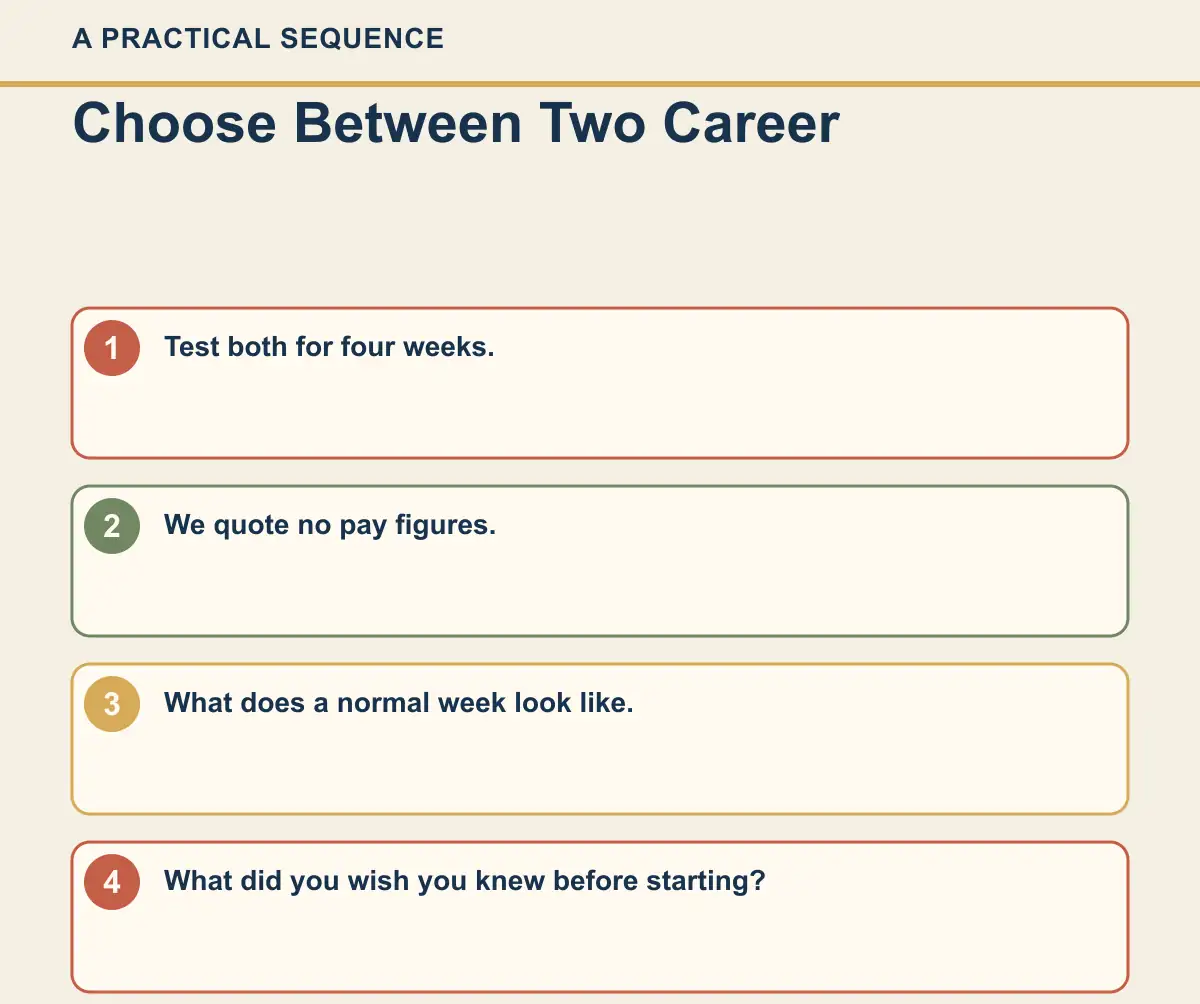 A PRACTICAL SEQUENCE
Choose Between Two Career
1
Test both for four weeks.
2
We quote no pay figures.
3
What does a normal week look like.
4
What did you wish you knew before starting?